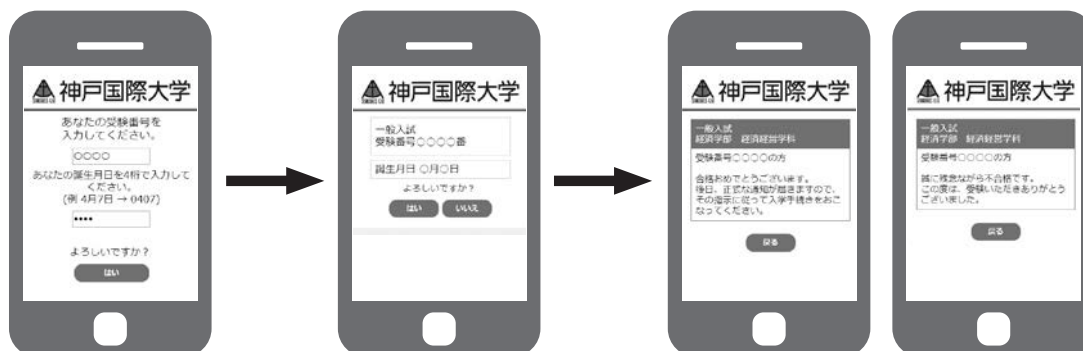 神戸国際大学
あなたの受験番号を
入力してください。
○○○○
あなたの誕生月日を4桁で入力して
ください。
(例 4月7日 → 0407)
••••
よろしいですか？
はい
神戸国際大学
一般入試
受験番号○○○○番
誕生月日 ○月○日
よろしいですか？
はい
いいえ
神戸国際大学
一般入試
経済学部 経済経営学科
受験番号○○○○の方
合格おめでとうございます。
後日、正式な通知が届きますので、
その指示に従って入学手続きをおこ
なってください。
戻る
神戸国際大学
一般入試
経済学部 経済経営学科
受験番号○○○○の方
誠に残念ながら不合格です。
この度は、受験いただきありがとう
ございました。
戻る